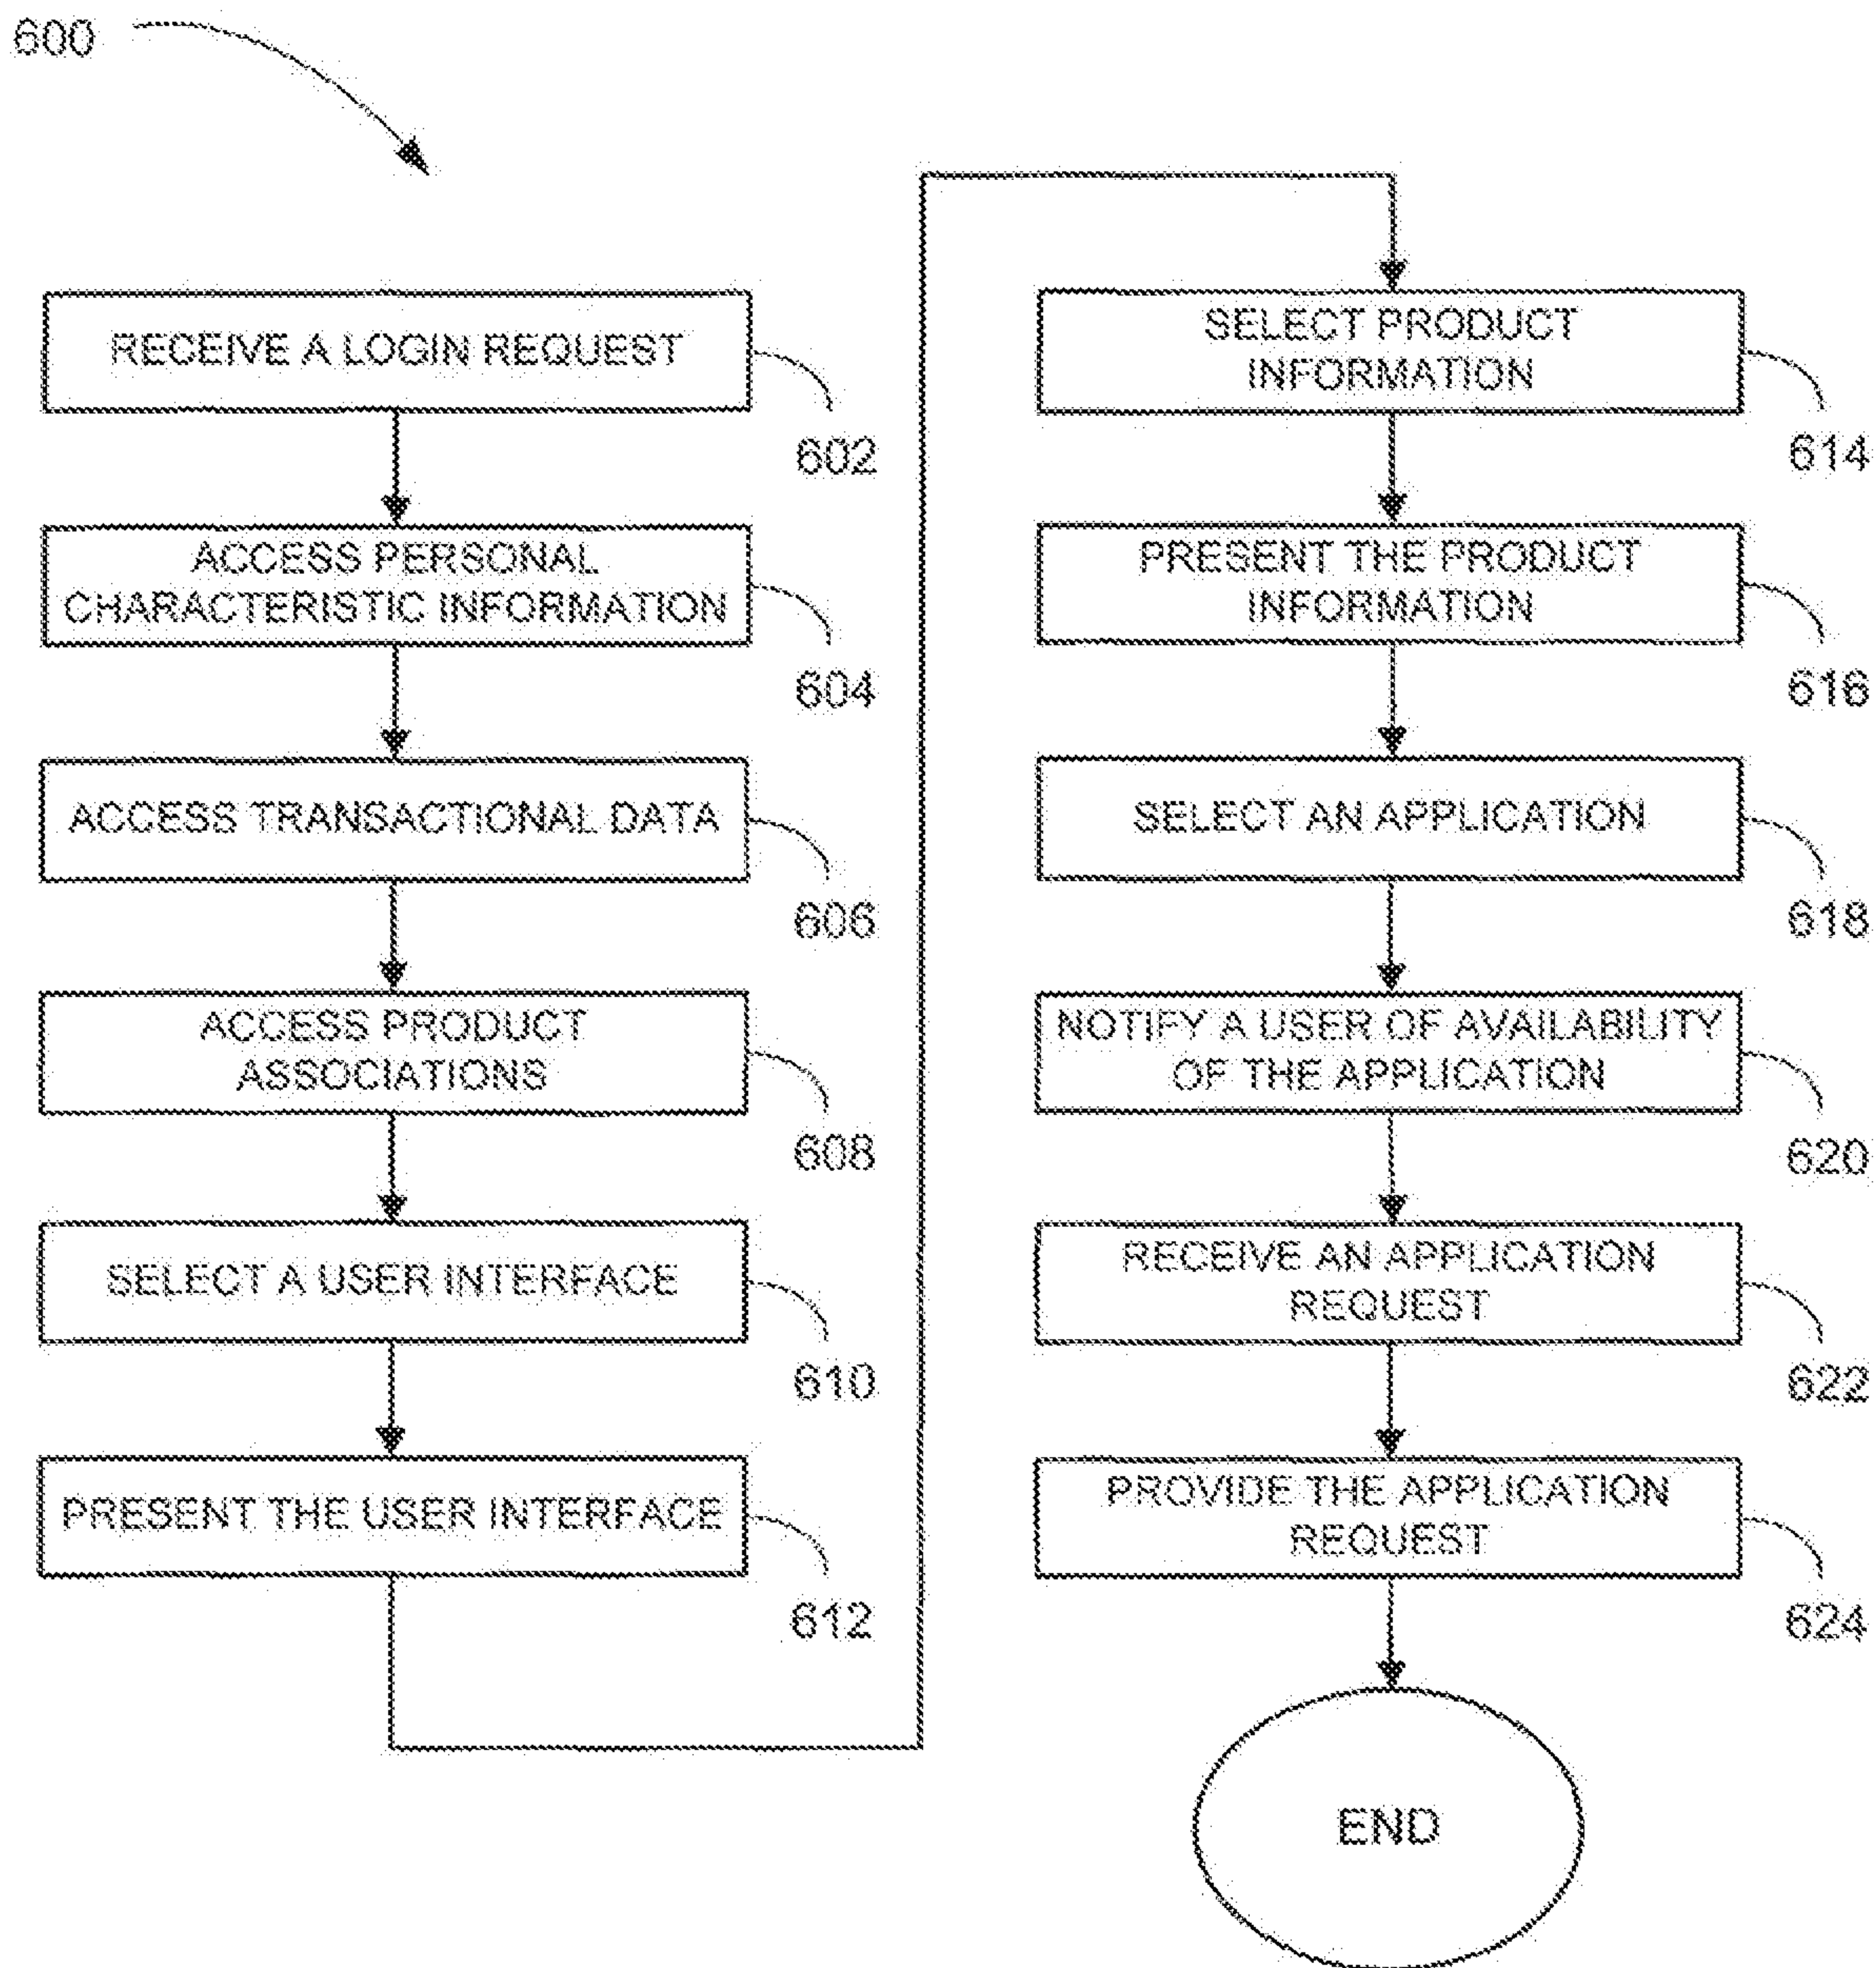 600
RECEIVE A LOGIN REQUEST
602
ACCESS PERSONAL
CHARACTERISTIC INFORMATION
604
ACCESS TRANSACTIONAL DATA
606
ACCESS PRODUCT
ASSOCIATIONS
608
SELECT A USER INTERFACE
610
PRESENT THE USER INTERFACE
612
SELECT PRODUCT
INFORMATION
614
PRESENT THE PRODUCT
INFORMATION
616
SELECT AN APPLICATION
618
NOTIFY A USER OF AVAILABILITY
OF THE APPLICATION
620
RECEIVE AN APPLICATION
REQUEST
622
PROVIDE THE APPLICATION
REQUEST
624
END